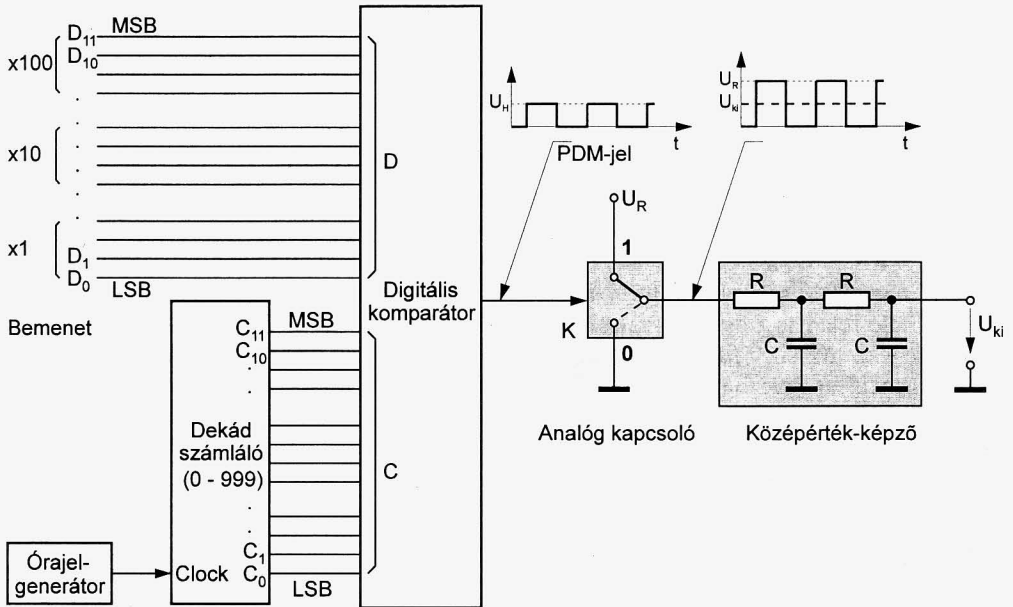 D11 MSB
x100
D10
x10
D
x1
D1
D0
LSB
Bemenet
Digitális
komparátor
C11
MSB
C10
Dekád
számláló
(0 - 999)
C
C1
Clock
C0
LSB
Órajel-
generátor
UH
t
PDM-jel
UR
Uki
t
UR
1
K
0
Analóg kapcsoló
R
R
C
C
Uki
Középérték-képző